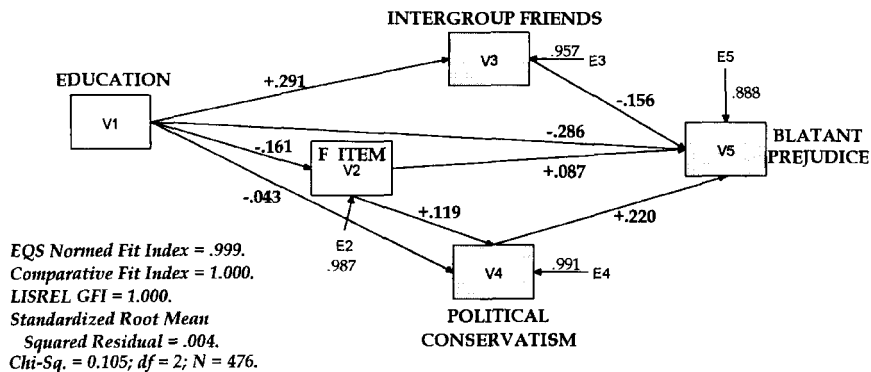 INTERGROUP FRIENDS
V3
.957
E3
E5
.888
EDUCATION
V1
+.291
-.156
-.286
V5
BLATANT
PREJUDICE
-.161
F ITEM
V2
+.087
-.043
+.119
+.220
E2
.987
V4
.991
E4
POLITICAL
CONSERVATISM
EQS Normed Fit Index = .999.
Comparative Fit Index = 1.000.
LISREL GFI = 1.000.
Standardized Root Mean
Squared Residual = .004.
Chi-Sq. = 0.105; df = 2; N = 476.